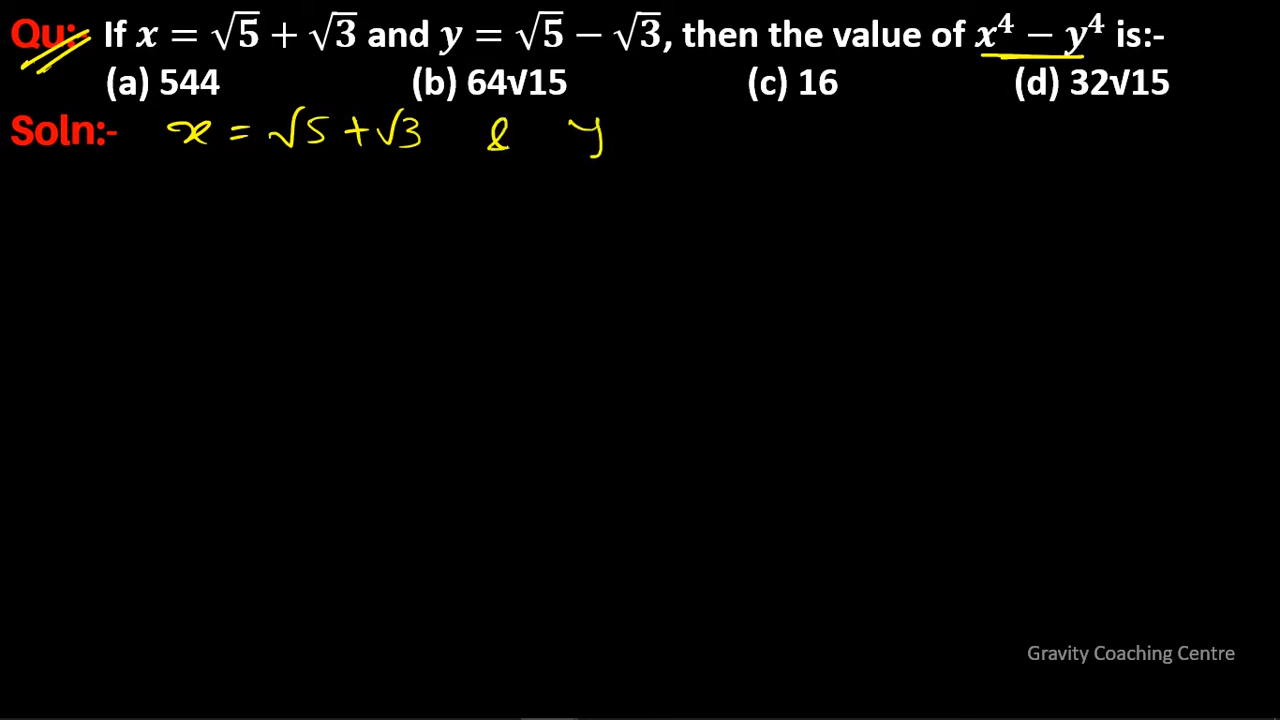 Qu:- If x = √5 + √3 and y = √5 − √3, then the value of x⁴ − y⁴ is:-
(a) 544 (b) 64√15 (c) 16 (d) 32√15
Soln:- x = √5 + √3 & y
Gravity Coaching Centre